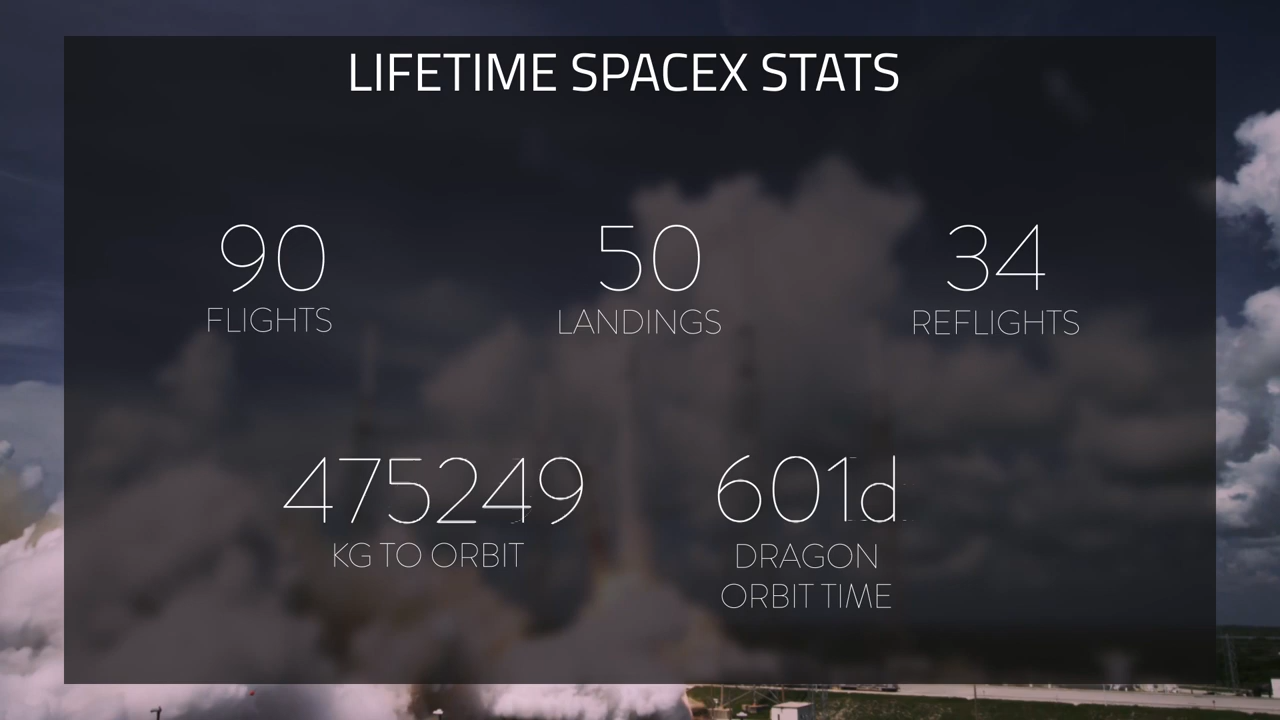 LIFETIME SPACEX STATS
90
50
34
FLIGHTS
LANDINGS
REFLIGHTS
475249
601d
KG TO ORBIT
DRAGON
ORBIT TIME